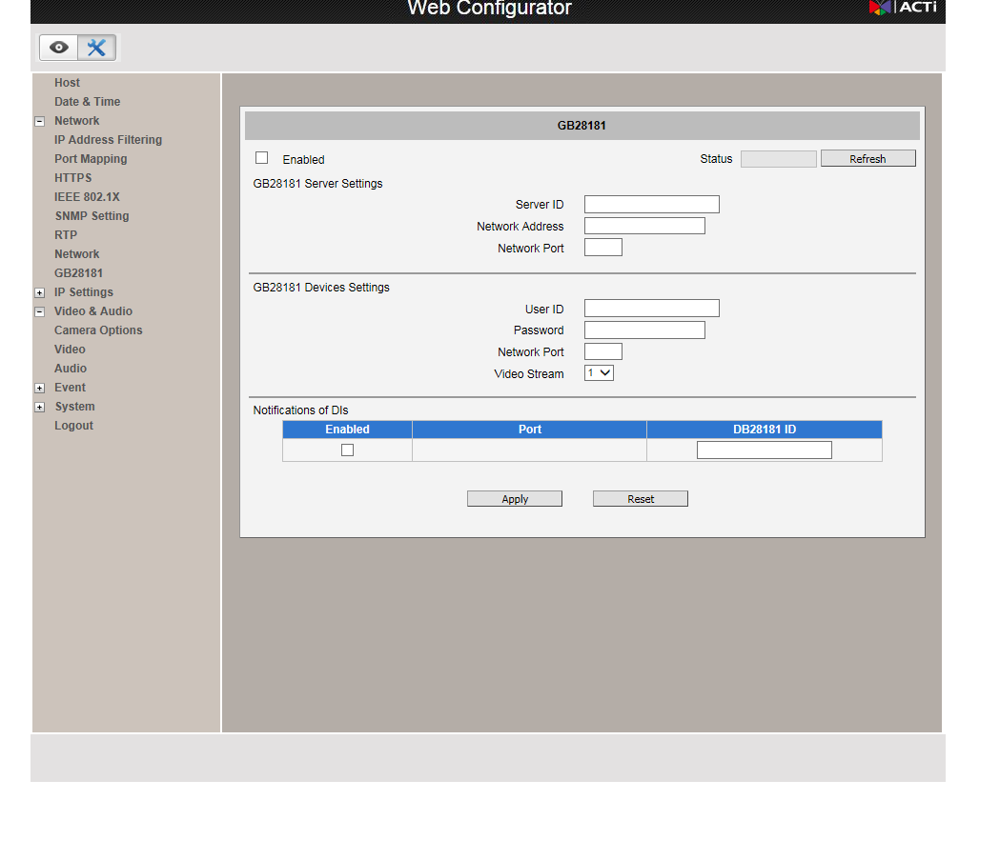 Web Configurator
ACTi
Host
Date & Time
Network
IP Address Filtering
Port Mapping
HTTPS
IEEE 802.1X
SNMP Setting
RTP
Network
GB28181
IP Settings
Video & Audio
Camera Options
Video
Audio
Event
System
Logout
GB28181
Enabled
Status
Refresh
GB28181 Server Settings
Server ID
Network Address
Network Port
GB28181 Devices Settings
User ID
Password
Network Port
Video Stream
1
Notifications of DIs
Enabled Port DB28181 ID
Apply
Reset